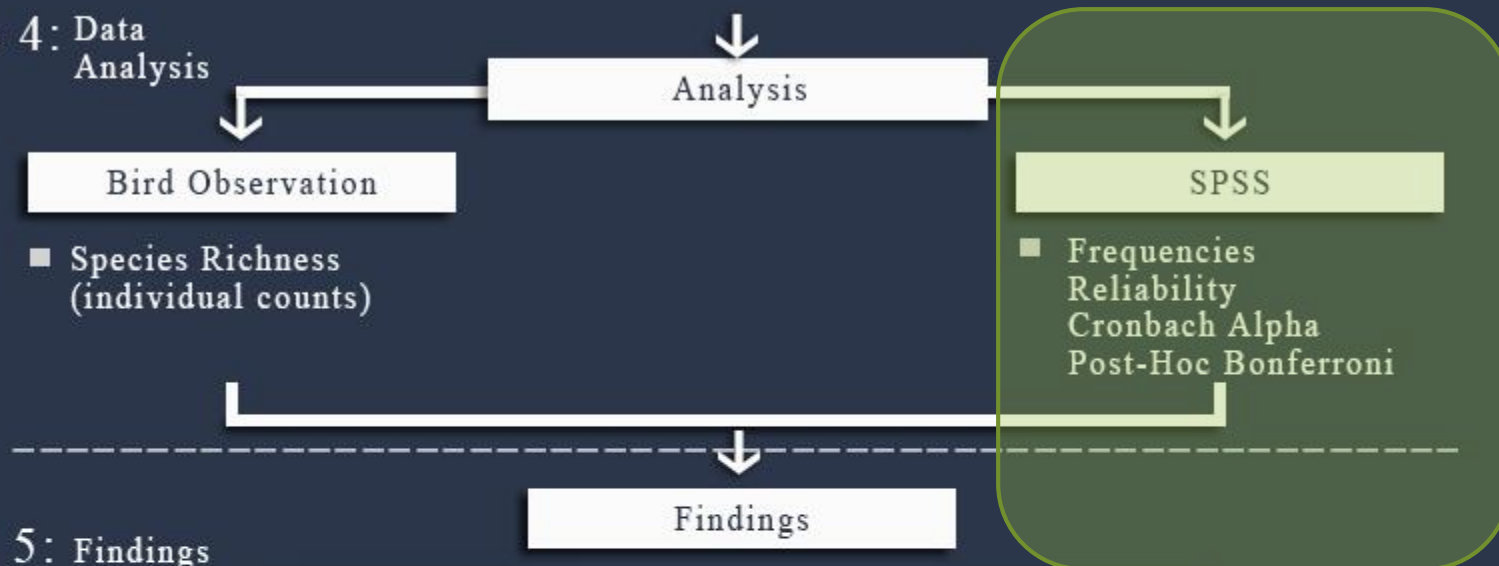 4: Data
Analysis
Analysis
Bird Observation
SPSS
Species Richness
(individual counts)
Frequencies
Reliability
Cronbach Alpha
Post-Hoc Bonferroni
Findings
5: Findings